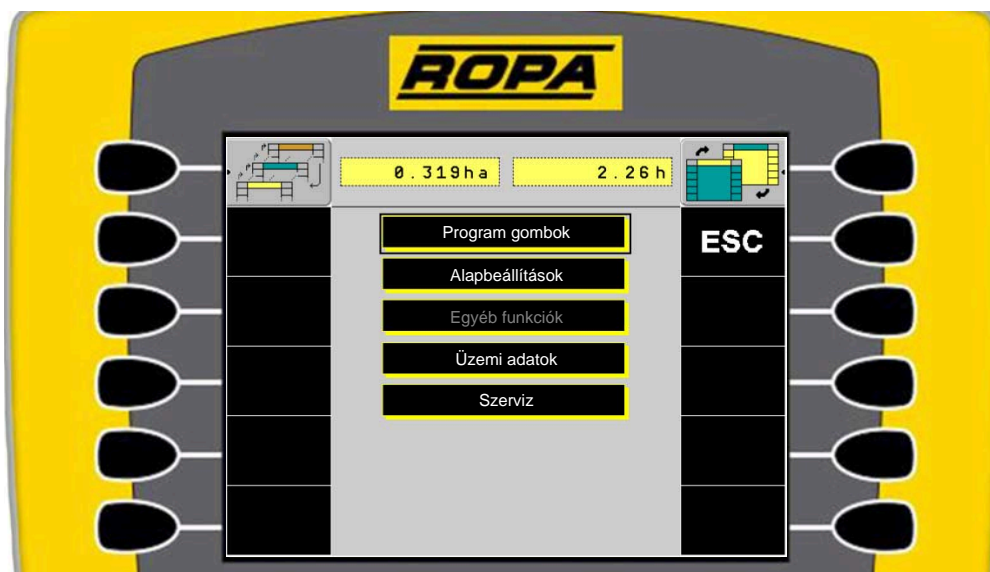 ROPA
0.319ha 2.26h
Program gombok
ESC
Alapbeállítások
Egyéb funkciók
Üzemi adatok
Szerviz